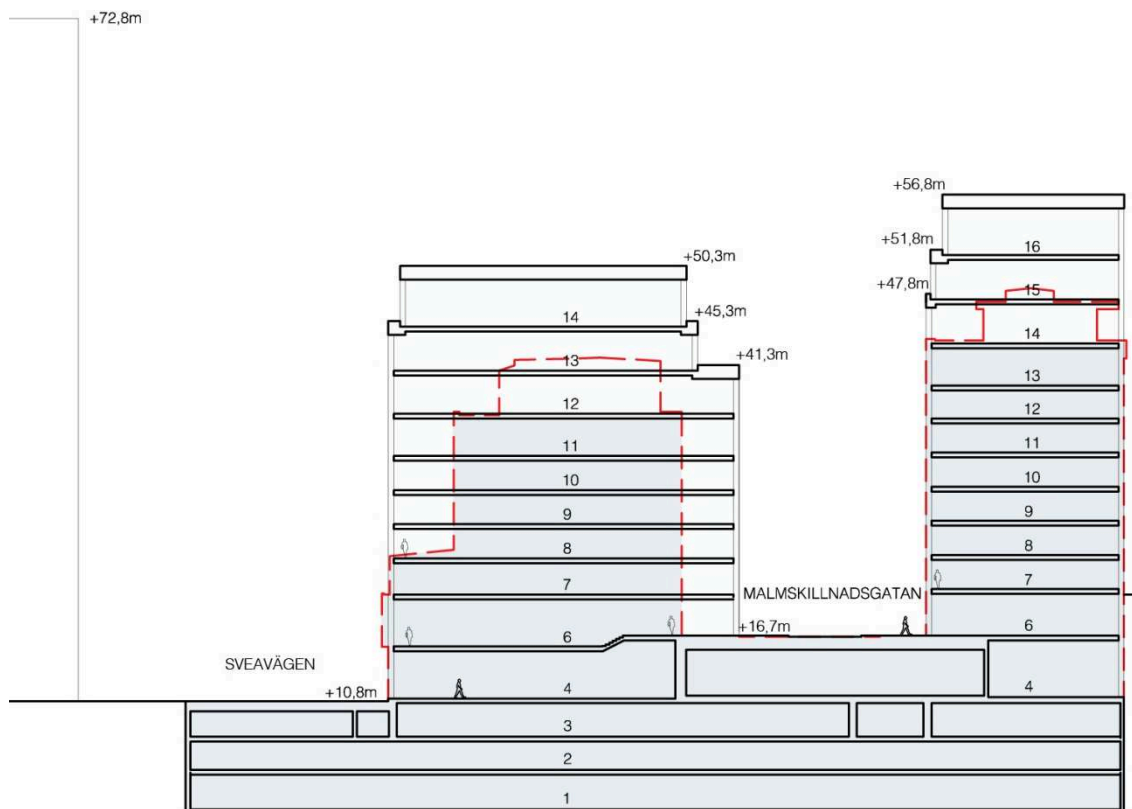 +72,8m
+56,8m
+51,8m
16
+50,3m
+47,8m
15
14
+45,3m
14
+41,3m
13
13
12
12
11
11
10
10
9
9
8
8
7
7
MALMSKILLNADSGATAN
+16,7m
6
6
SVEAVÄGEN
+10,8m
4
4
3
2
1